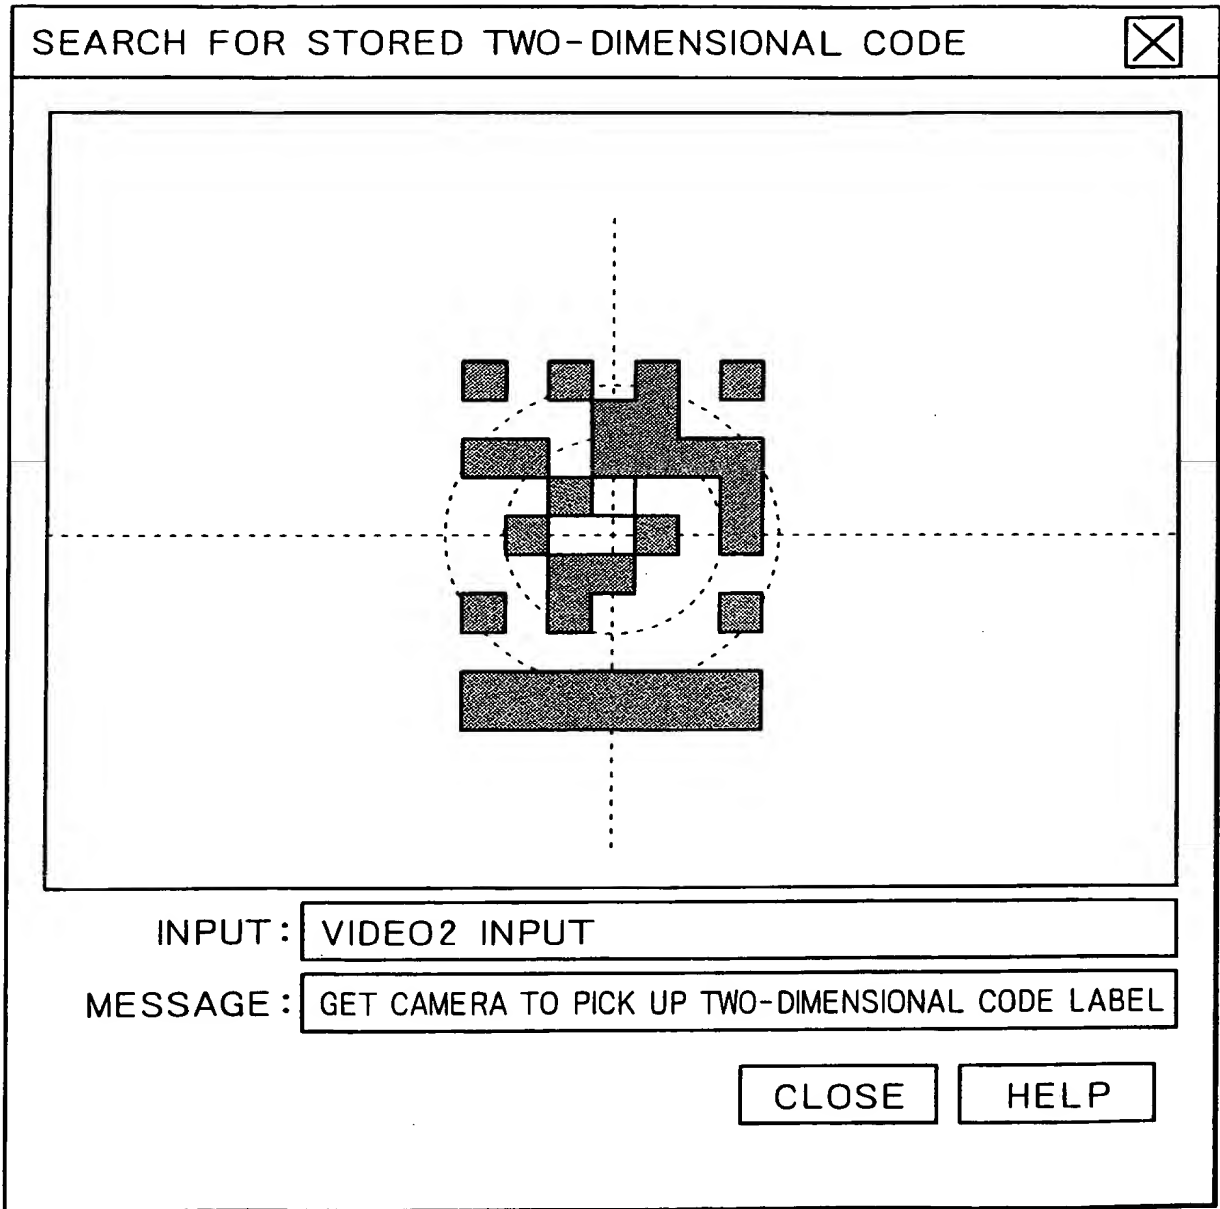 SEARCH FOR STORED TWO-DIMENSIONAL CODE
INPUT: VIDEO2 INPUT
MESSAGE: GET CAMERA TO PICK UP TWO-DIMENSIONAL CODE LABEL
CLOSE HELP